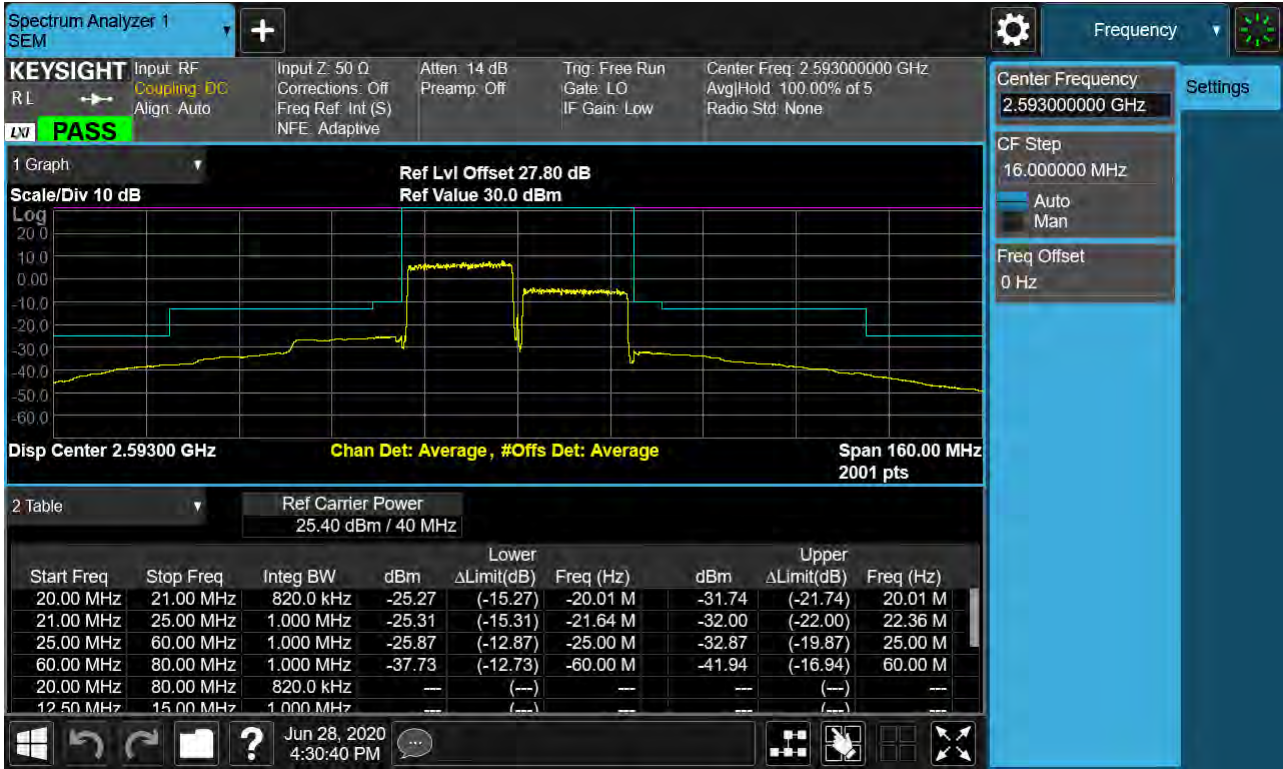 Spectrum Analyzer 1
SEM
Frequency
KEYSIGHT
R L
LXI
PASS
Input: RF
Coupling: DC
Align: Auto
Input Z: 50 Ω
Corrections: Off
Freq Ref: Int (S)
NFE: Adaptive
Atten: 14 dB
Preamp: Off
Trig: Free Run
Gate: LO
IF Gain: Low
Center Freq: 2.593000000 GHz
Avg|Hold: 100.00% of 5
Radio Std: None
Center Frequency
2.593000000 GHz
Settings
CF Step
16.000000 MHz
Auto
Man
Freq Offset
0 Hz
1 Graph
Scale/Div 10 dB
Ref Lvl Offset 27.80 dB
Ref Value 30.0 dBm
Log
20.0
10.0
0.00
-10.0
-20.0
-30.0
-40.0
-50.0
-60.0
Disp Center 2.59300 GHz
Chan Det: Average , #Offs Det: Average
Span 160.00 MHz
2001 pts
2 Table
Ref Carrier Power
25.40 dBm / 40 MHz
Lower Upper
Start Freq Stop Freq Integ BW dBm ΔLimit(dB) Freq (Hz) dBm ΔLimit(dB) Freq (Hz)
20.00 MHz 21.00 MHz 820.0 kHz -25.27 (-15.27) -20.01 M -31.74 (-21.74) 20.01 M
21.00 MHz 25.00 MHz 1.000 MHz -25.31 (-15.31) -21.64 M -32.00 (-22.00) 22.36 M
25.00 MHz 60.00 MHz 1.000 MHz -25.87 (-12.87) -25.00 M -32.87 (-19.87) 25.00 M
60.00 MHz 80.00 MHz 1.000 MHz -37.73 (-12.73) -60.00 M -41.94 (-16.94) 60.00 M
20.00 MHz 80.00 MHz 820.0 kHz --- (---) --- --- (---) ---
12.50 MHz 15.00 MHz 1.000 MHz --- (---) --- --- (---) ---
Jun 28, 2020
4:30:40 PM